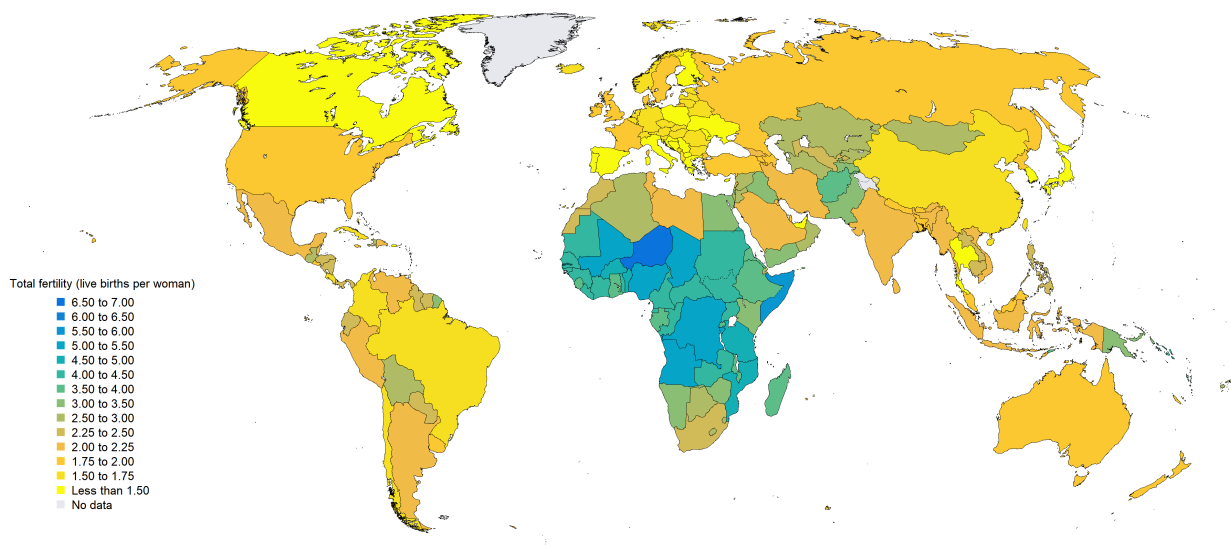 Total fertility (live births per woman)
6.50 to 7.00
6.00 to 6.50
5.50 to 6.00
5.00 to 5.50
4.50 to 5.00
4.00 to 4.50
3.50 to 4.00
3.00 to 3.50
2.50 to 3.00
2.25 to 2.50
2.00 to 2.25
1.75 to 2.00
1.50 to 1.75
Less than 1.50
No data